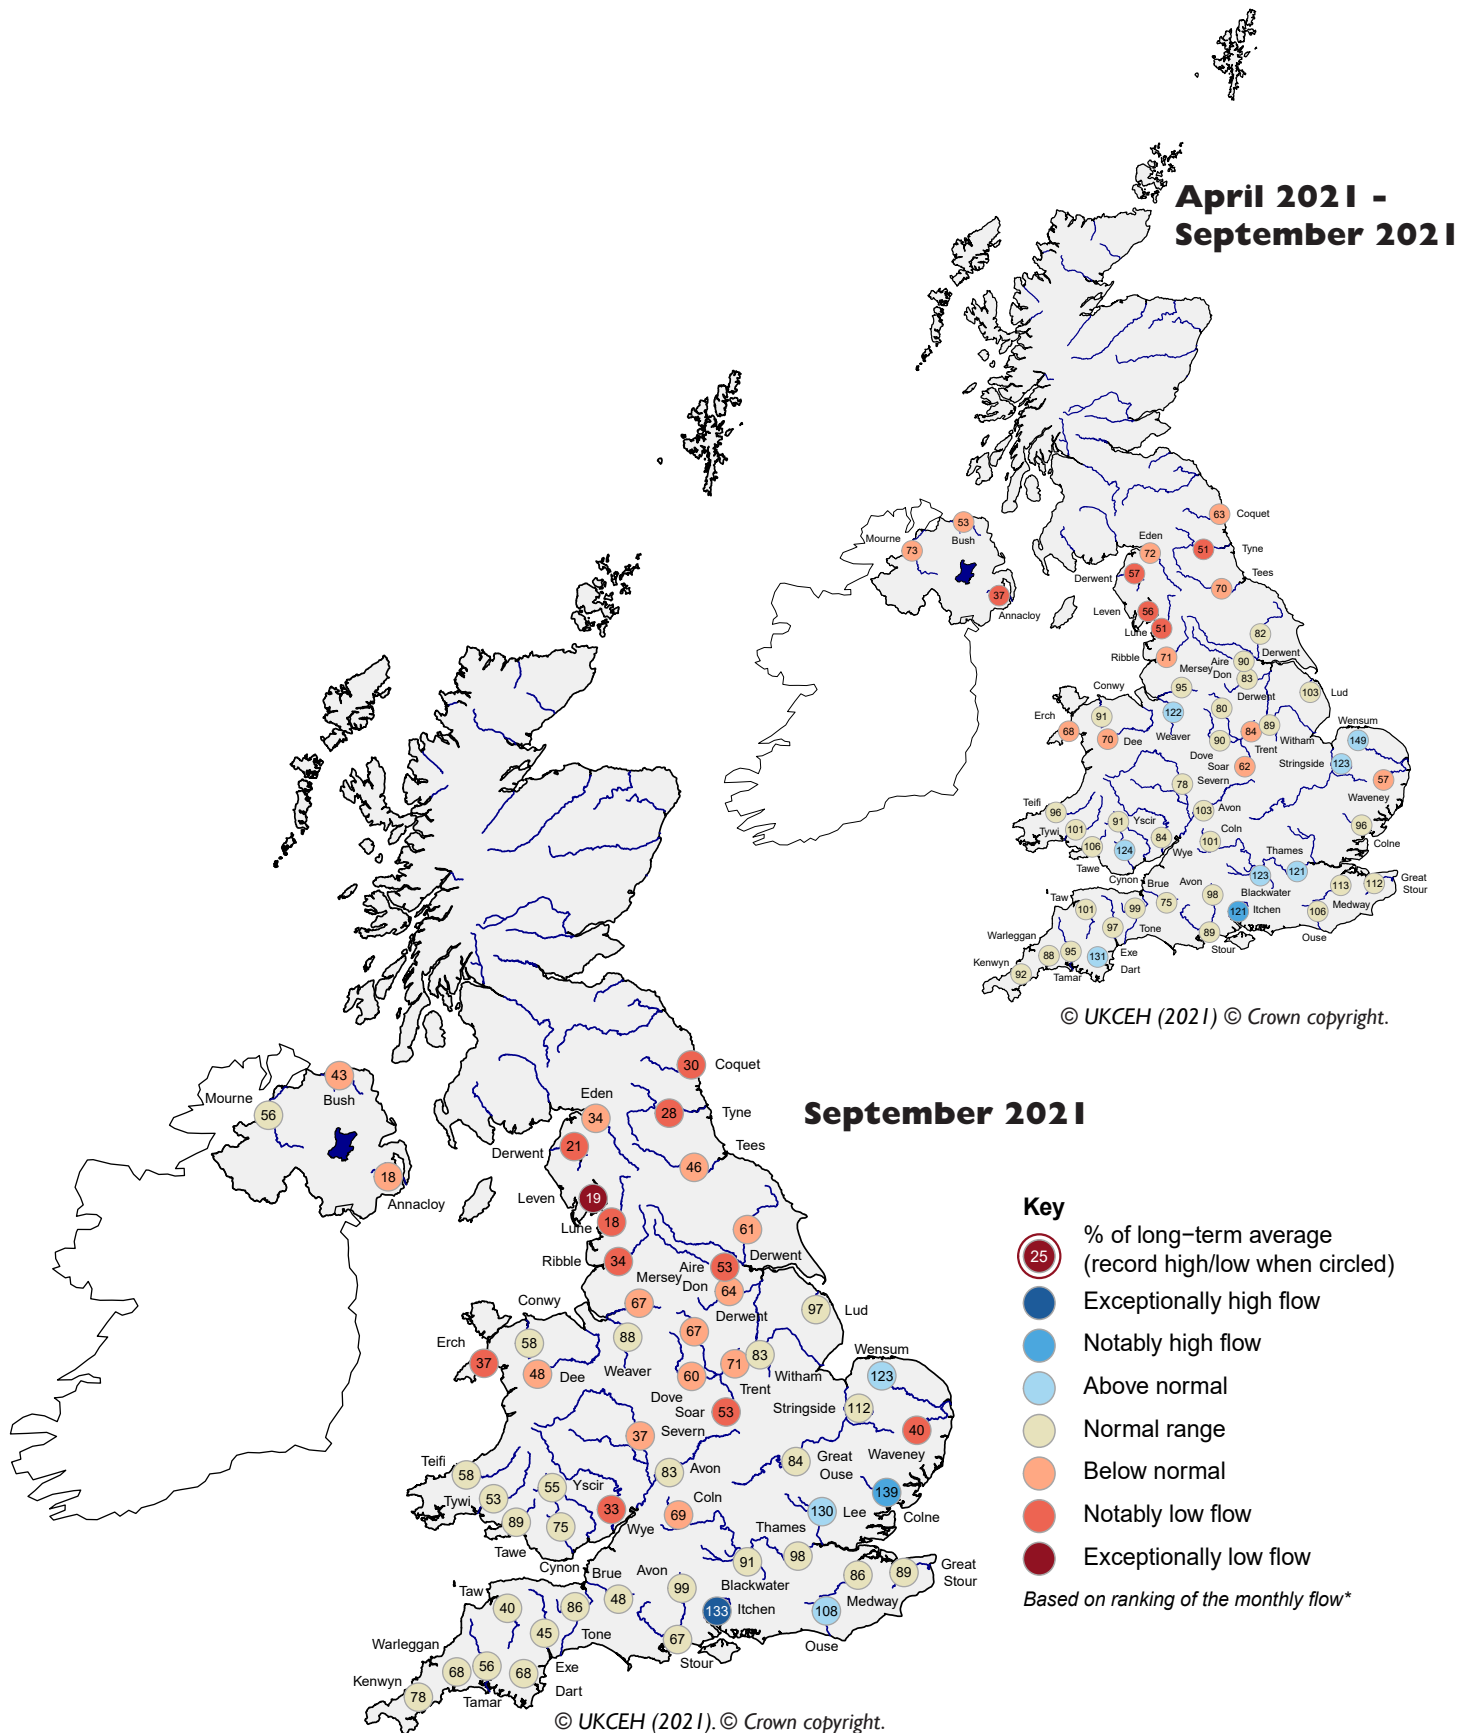 April 2021 -
September 2021
63
Coquet
53
Bush
Mourne
73
37
Annacloy
Eden
72
51
Tyne
Derwent
57
Tees
70
Leven
56
Lune
51
82
Derwent
Ribble
71
Mersey
Aire
90
Don
83
95
Derwent
103
Lud
Conwy
91
80
Erch
68
70
Dee
122
Weaver
90
Dove
84
Trent
89
Witham
Wensum
149
Stringside
123
Soar
62
57
Waveney
78
Severn
Teifi
96
103
Avon
Tywi
101
91
Yscir
84
Wye
Coln
101
96
Colne
106
Tawe
124
Cynon
Thames
121
123
Blackwater
Brue
75
Avon
98
113
Medway
112
Great
Stour
Taw
101
99
Tone
121
Itchen
106
Ouse
97
Exe
89
Stour
Warleggan
88
95
131
Dart
Kenwyn
92
Tamar
© UKCEH (2021) © Crown copyright.
September 2021
30
Coquet
43
Bush
Mourne
56
18
Annacloy
Eden
34
28
Tyne
Derwent
21
Tees
46
Leven
19
Lune
18
61
Derwent
Ribble
34
Mersey
67
Aire
53
Don
64
Derwent
67
97
Lud
Conwy
58
88
Weaver
Erch
37
48
Dee
60
Dove
71
Trent
83
Witham
Wensum
123
Soar
53
Stringside
112
40
Waveney
37
Severn
Teifi
58
83
Avon
84
Great
Ouse
Tywi
53
55
Yscir
139
Colne
89
Tawe
75
Cynon
33
Wye
Coln
69
130
Lee
Thames
98
91
Blackwater
86
Medway
89
Great
Stour
Brue
48
Avon
99
Taw
40
86
Tone
133
Itchen
108
Ouse
45
Exe
67
Stour
Warleggan
68
56
68
Dart
Kenwyn
78
Tamar
© UKCEH (2021). © Crown copyright.
Key
25
% of long−term average
(record high/low when circled)
Exceptionally high flow
Notably high flow
Above normal
Normal range
Below normal
Notably low flow
Exceptionally low flow
Based on ranking of the monthly flow*